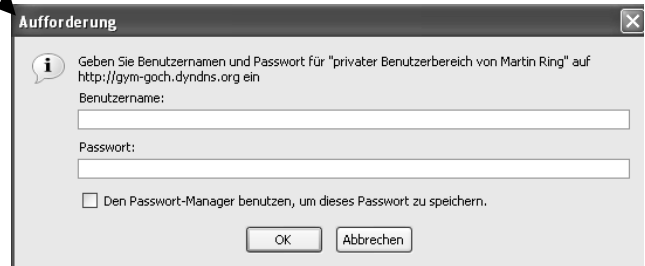 Aufforderung
Geben Sie Benutzernamen und Passwort für "privater Benutzerbereich von Martin Ring" auf
http://gym-goch.dyndns.org ein
Benutzername:
Passwort:
Den Passwort-Manager benutzen, um dieses Passwort zu speichern.
OK Abbrechen